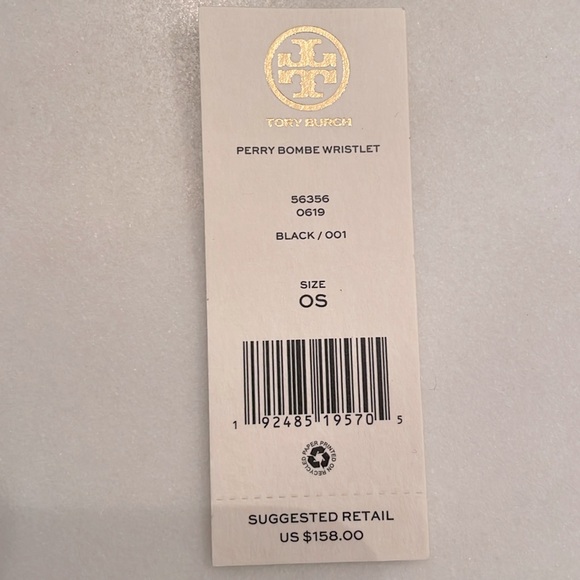 TORY BURCH
PERRY BOMBE WRISTLET
56356
0619
BLACK / 001
SIZE
OS
1 92485 19570 5
PRINTED ON RECYCLED PAPER
SUGGESTED RETAIL
US $158.00